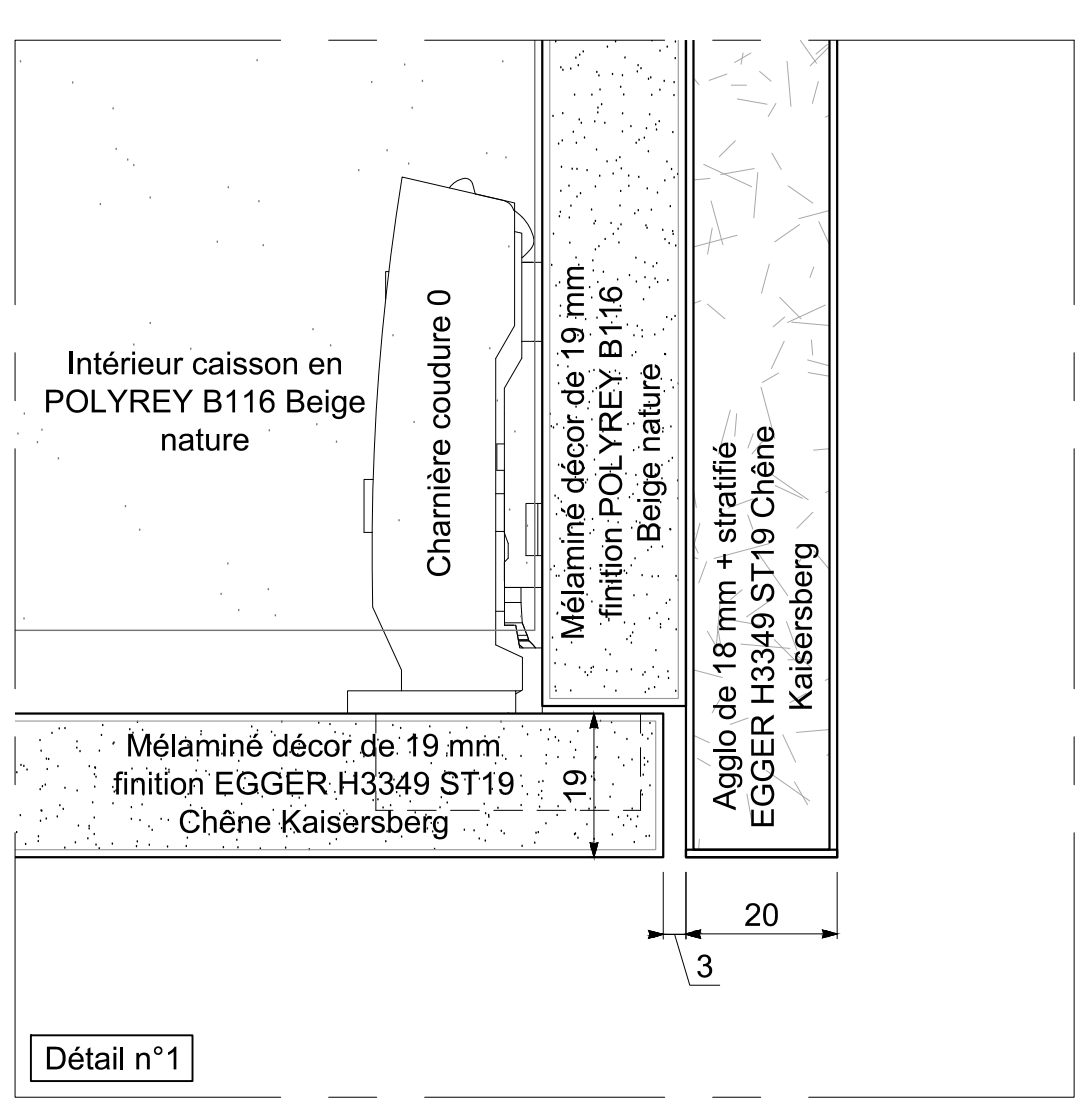 Intérieur caisson en
POLYREY B116 Beige
nature
Charnière coudure 0
Mélaminé décor de 19 mm
finition POLYREY B116
Beige nature
Agglo de 18 mm + stratifié
EGGER H3349 ST19 Chêne
Kaisersberg
Mélaminé décor de 19 mm
finition EGGER H3349 ST19
Chêne Kaisersberg
19
20
3
Détail n°1